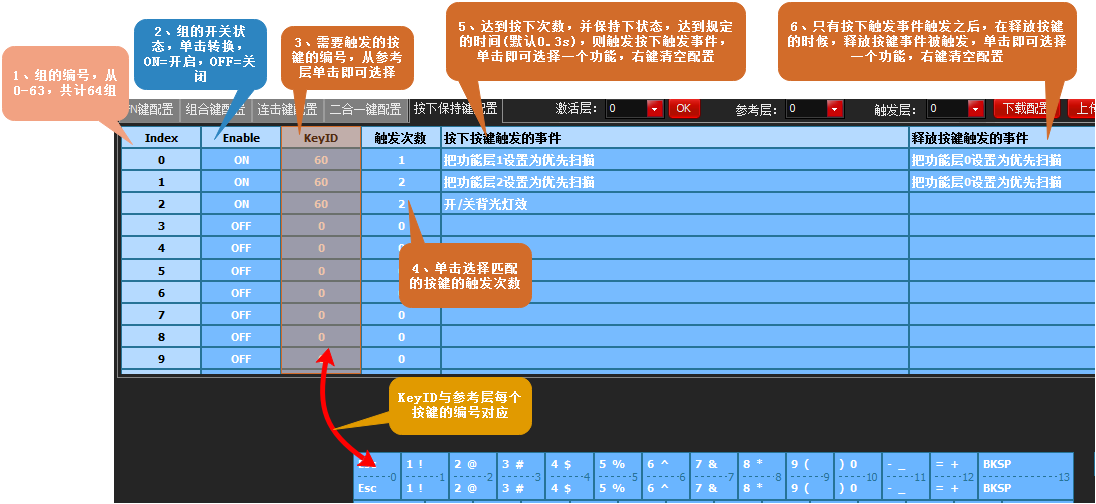 1、组的编号，从
0-63，共计64组
2、组的开关状
态，单击转换，
ON=开启，OFF=关
闭
3、需要触发的按
键的编号，从参考
层单击即可选择
5、达到按下次数，并保持下状态，达到规定
的时间(默认0.3s)，则触发按下触发事件，
单击即可选择一个功能，右键清空配置
6、只有按下触发事件触发之后，在释放按键
的时候，释放按键事件被触发，单击即可选择
一个功能，右键清空配置
FN键配置 组合键配置 连击键配置 二合一键配置 按下保持键配置 激活层: 0 OK 参考层: 0 触发层: 0 下载配置 上传
Index Enable KeyID 触发次数 按下按键触发的事件 释放按键触发的事件
0 ON 60 1 把功能层1设置为优先扫描 把功能层0设置为优先扫描
1 ON 60 2 把功能层2设置为优先扫描 把功能层0设置为优先扫描
2 ON 60 2 开/关背光灯效
3 OFF 0 0
4 OFF 0 0
5 OFF 0
6 OFF 0
7 OFF 0 0
8 OFF 0 0
9 OFF 0
4、单击选择匹配
的按键的触发次数
KeyID与参考层每个
按键的编号对应
Esc 1 ! 2 @ 3 # 4 $ 5 % 6 ^ 7 & 8 * 9 ( ) 0 - _ = + BKSP
0 1 2 3 4 5 6 7 8 9 10 11 12 13
Esc 1 ! 2 @ 3 # 4 $ 5 % 6 ^ 7 & 8 * 9 ( ) 0 - _ = + BKSP